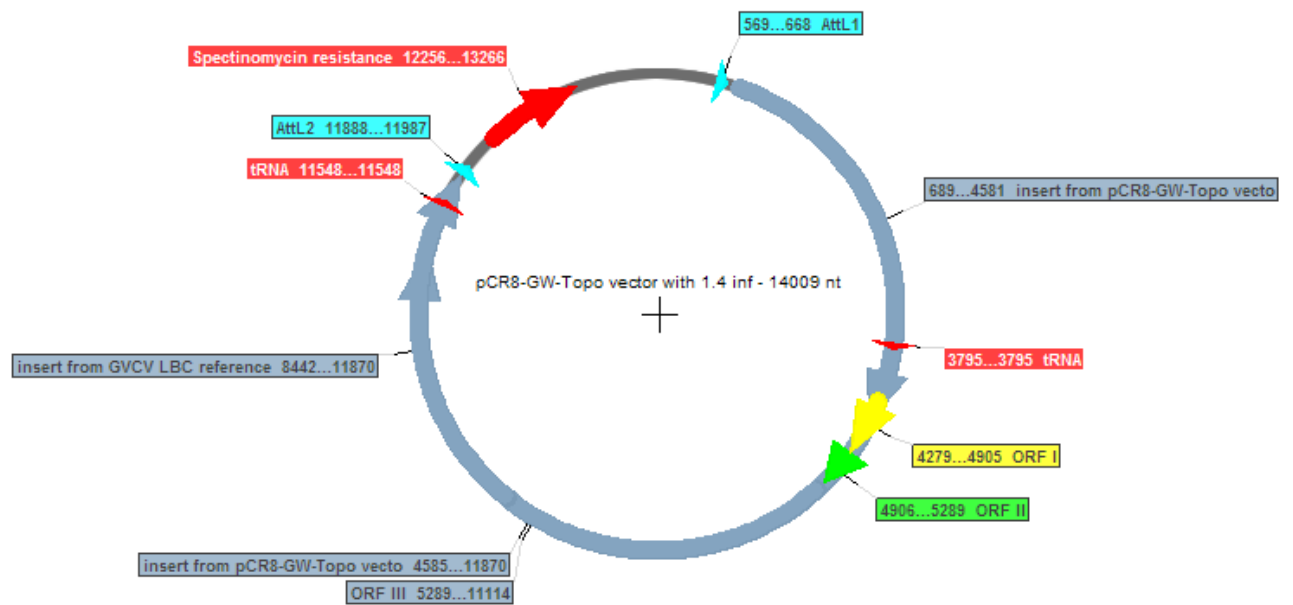 569...668 AttL1
Spectinomycin resistance 12256...13266
AttL2 11888...11987
tRNA 11548...11548
689...4581 insert from pCR8-GW-Topo vecto
pCR8-GW-Topo vector with 1.4 inf - 14009 nt
3795...3795 tRNA
insert from GVCV LBC reference 8442...11870
4279...4905 ORF I
4906...5289 ORF II
insert from pCR8-GW-Topo vecto 4585...11870
ORF III 5289...11114